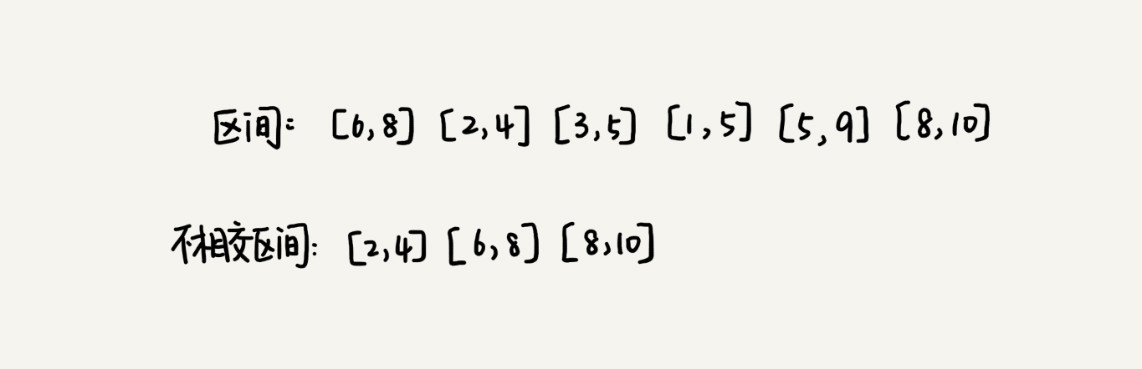 区间: [6,8] [2,4] [3,5] [1,5] [5,9] [8,10]
不相交区间: [2,4] [6,8] [8,10]